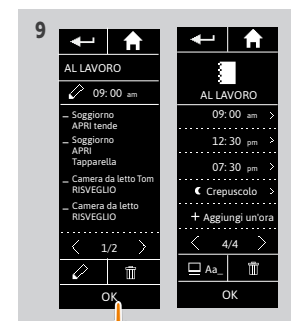 9
AL LAVORO
09: 00 am
– Soggiorno
APRI tende
– Soggiorno
APRI
Tapparella
– Camera da letto Tom
RISVEGLIO
– Camera da letto
RISVEGLIO
1/2
OK
AL LAVORO
09: 00 am
12: 30 pm
07: 30 pm
Crepuscolo
+ Aggiungi un'ora
4/4
Aa_
OK